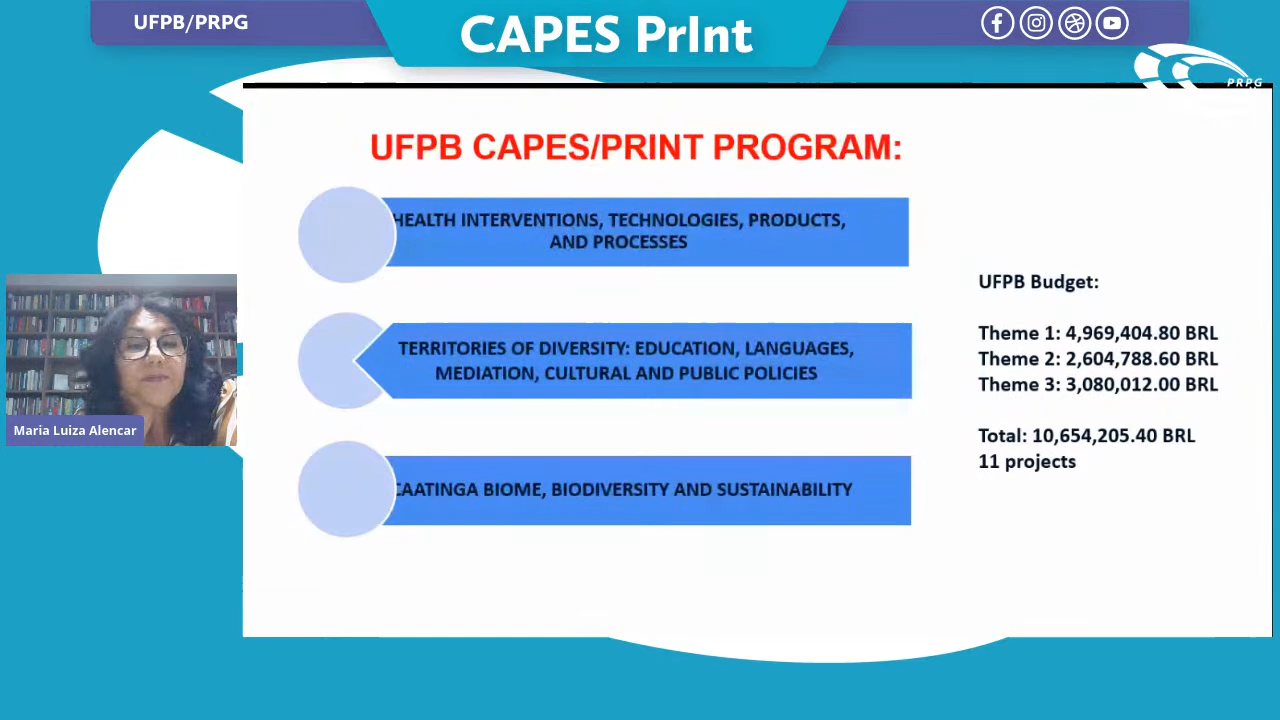 UFPB/PRPG
CAPES PrInt
PRPG
UFPB CAPES/PRINT PROGRAM:
HEALTH INTERVENTIONS, TECHNOLOGIES, PRODUCTS,
AND PROCESSES
TERRITORIES OF DIVERSITY: EDUCATION, LANGUAGES,
MEDIATION, CULTURAL AND PUBLIC POLICIES
CAATINGA BIOME, BIODIVERSITY AND SUSTAINABILITY
UFPB Budget:
Theme 1: 4,969,404.80 BRL
Theme 2: 2,604,788.60 BRL
Theme 3: 3,080,012.00 BRL
Total: 10,654,205.40 BRL
11 projects
Maria Luiza Alencar